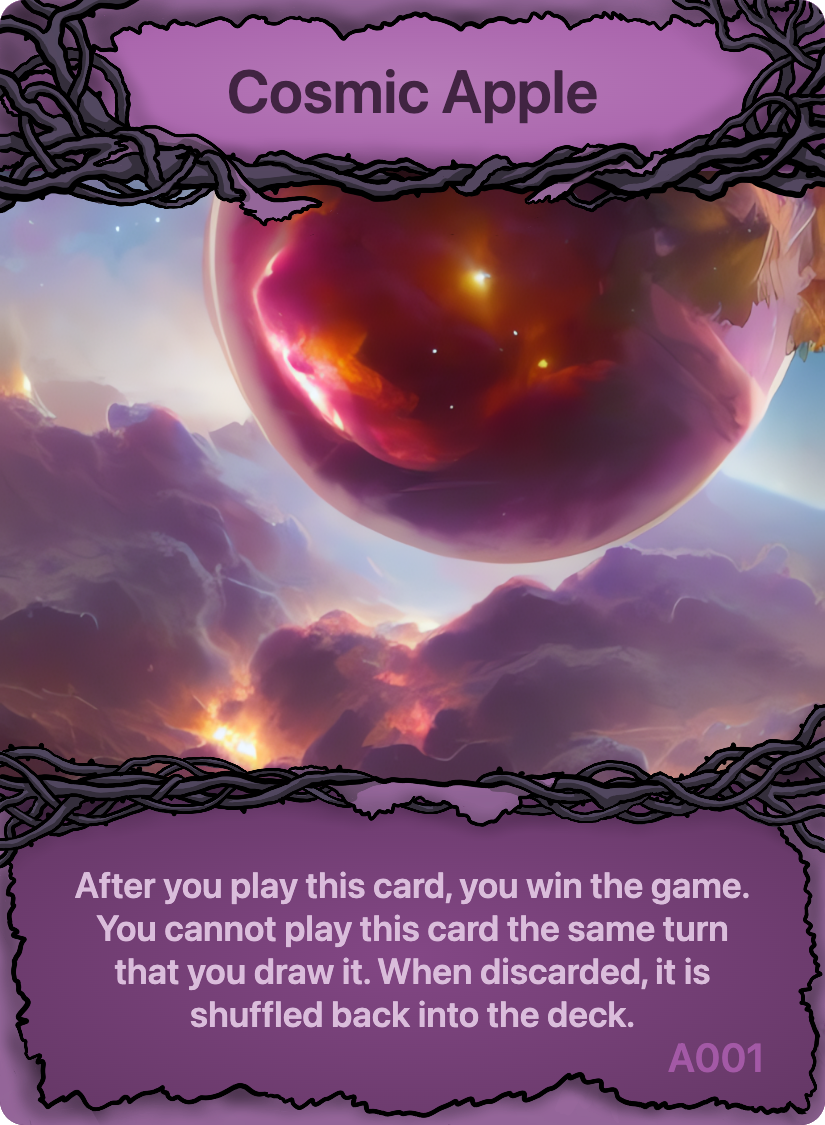 Cosmic Apple
After you play this card, you win the game.
You cannot play this card the same turn
that you draw it. When discarded, it is
shuffled back into the deck.
A001